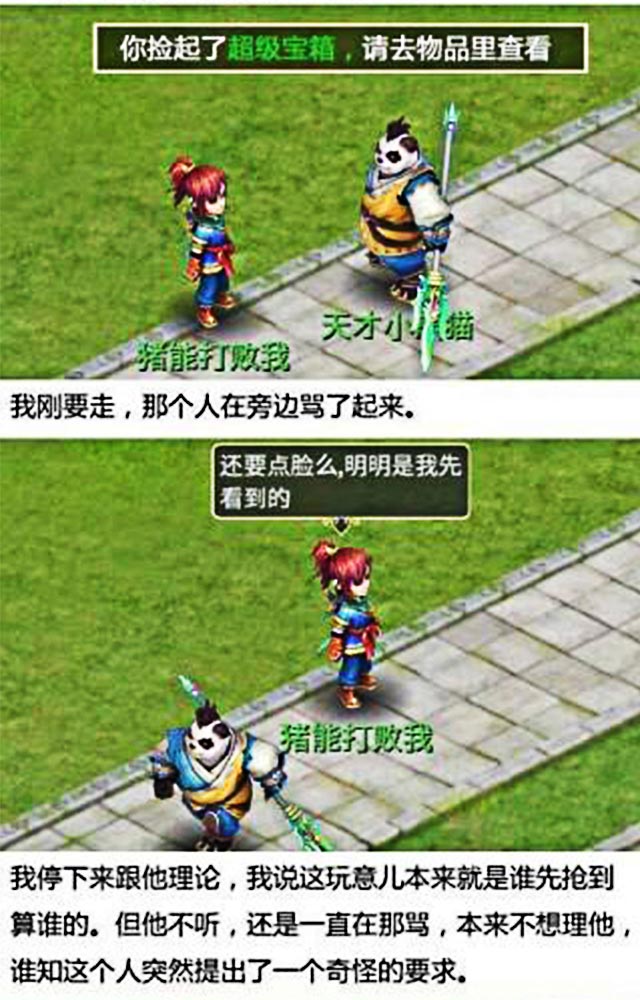 你捡起了超级宝箱，请去物品里查看
天才小熊猫
猪能打败我
我刚要走，那个人在旁边骂了起来。
还要点脸么,明明是我先
看到的
猪能打败我
我停下来跟他理论，我说这玩意儿本来就是谁先抢到
算谁的。但他不听，还是一直在那骂，本来不想理他，
谁知这个人突然提出了一个奇怪的要求。